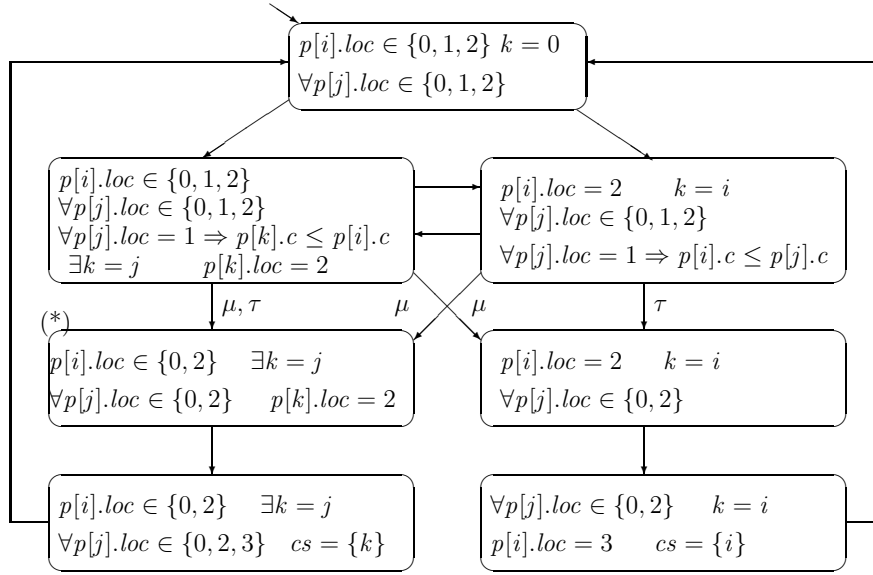 p[i].loc ∈ {0, 1, 2} k = 0
∀p[j].loc ∈ {0, 1, 2}
p[i].loc ∈ {0, 1, 2}
∀p[j].loc ∈ {0, 1, 2}
∀p[j].loc = 1 ⇒ p[k].c ≤ p[i].c
∃k = j p[k].loc = 2
p[i].loc = 2 k = i
∀p[j].loc ∈ {0, 1, 2}
∀p[j].loc = 1 ⇒ p[i].c ≤ p[j].c
μ, τ
μ
μ
τ
(*)
p[i].loc ∈ {0, 2} ∃k = j
∀p[j].loc ∈ {0, 2} p[k].loc = 2
p[i].loc = 2 k = i
∀p[j].loc ∈ {0, 2}
p[i].loc ∈ {0, 2} ∃k = j
∀p[j].loc ∈ {0, 2, 3} cs = {k}
∀p[j].loc ∈ {0, 2} k = i
p[i].loc = 3 cs = {i}